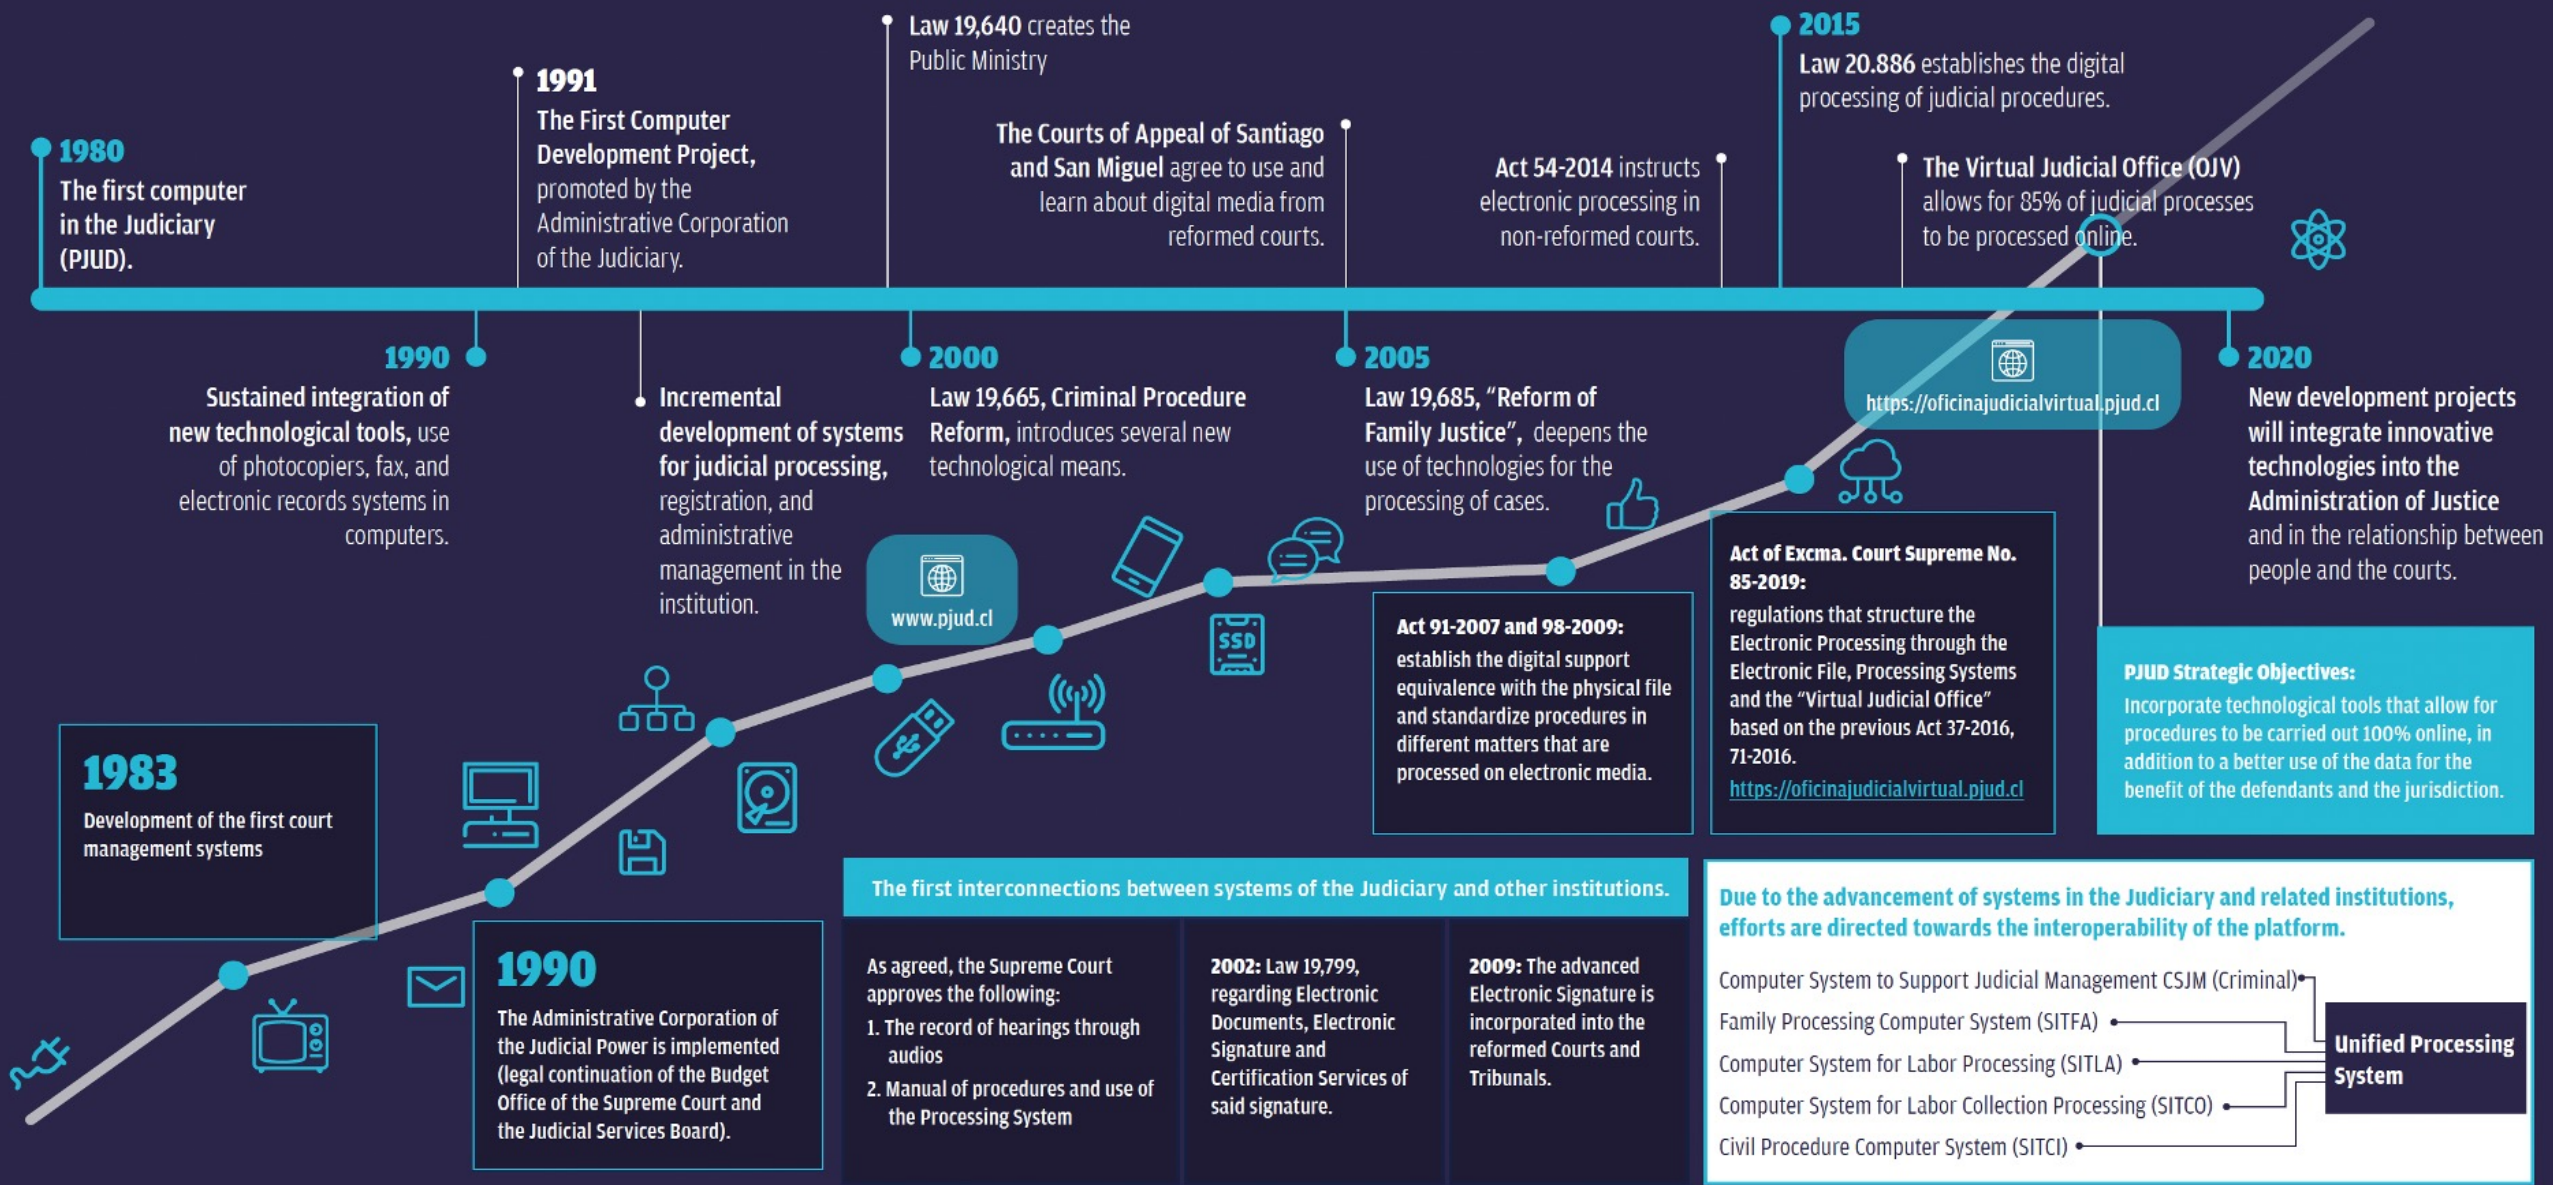 1980
The first computer
in the Judiciary
(PJUD).
1991
The First Computer
Development Project,
promoted by the
Administrative Corporation
of the Judiciary.
Law 19,640 creates the
Public Ministry
The Courts of Appeal of Santiago
and San Miguel agree to use and
learn about digital media from
reformed courts.
Act 54-2014 instructs
electronic processing in
non-reformed courts.
2015
Law 20.886 establishes the digital
processing of judicial procedures.
The Virtual Judicial Office (OJV)
allows for 85% of judicial processes
to be processed online.
1990
Sustained integration of
new technological tools, use
of photocopiers, fax, and
electronic records systems in
computers.
Incremental
development of systems
for judicial processing,
registration, and
administrative
management in the
institution.
2000
Law 19,665, Criminal Procedure
Reform, introduces several new
technological means.
www.pjud.cl
2005
Law 19,685, “Reform of
Family Justice”, deepens the
use of technologies for the
processing of cases.
https://oficinajudicialvirtual.pjud.cl
2020
New development projects
will integrate innovative
technologies into the
Administration of Justice
and in the relationship between
people and the courts.
SSD
1983
Development of the first court
management systems
1990
The Administrative Corporation of
the Judicial Power is implemented
(legal continuation of the Budget
Office of the Supreme Court and
the Judicial Services Board).
Act 91-2007 and 98-2009:
establish the digital support
equivalence with the physical file
and standardize procedures in
different matters that are
processed on electronic media.
Act of Excma. Court Supreme No.
85-2019:
regulations that structure the
Electronic Processing through the
Electronic File, Processing Systems
and the “Virtual Judicial Office”
based on the previous Act 37-2016,
71-2016.
https://oficinajudicialvirtual.pjud.cl
PJUD Strategic Objectives:
Incorporate technological tools that allow for
procedures to be carried out 100% online, in
addition to a better use of the data for the
benefit of the defendants and the jurisdiction.
The first interconnections between systems of the Judiciary and other institutions.
As agreed, the Supreme Court
approves the following:
1. The record of hearings through
audios
2. Manual of procedures and use of
the Processing System
2002: Law 19,799,
regarding Electronic
Documents, Electronic
Signature and
Certification Services of
said signature.
2009: The advanced
Electronic Signature is
incorporated into the
reformed Courts and
Tribunals.
Due to the advancement of systems in the Judiciary and related institutions,
efforts are directed towards the interoperability of the platform.
Computer System to Support Judicial Management CSJM (Criminal)
Family Processing Computer System (SITFA)
Computer System for Labor Processing (SITLA)
Computer System for Labor Collection Processing (SITCO)
Civil Procedure Computer System (SITCI)
Unified Processing
System